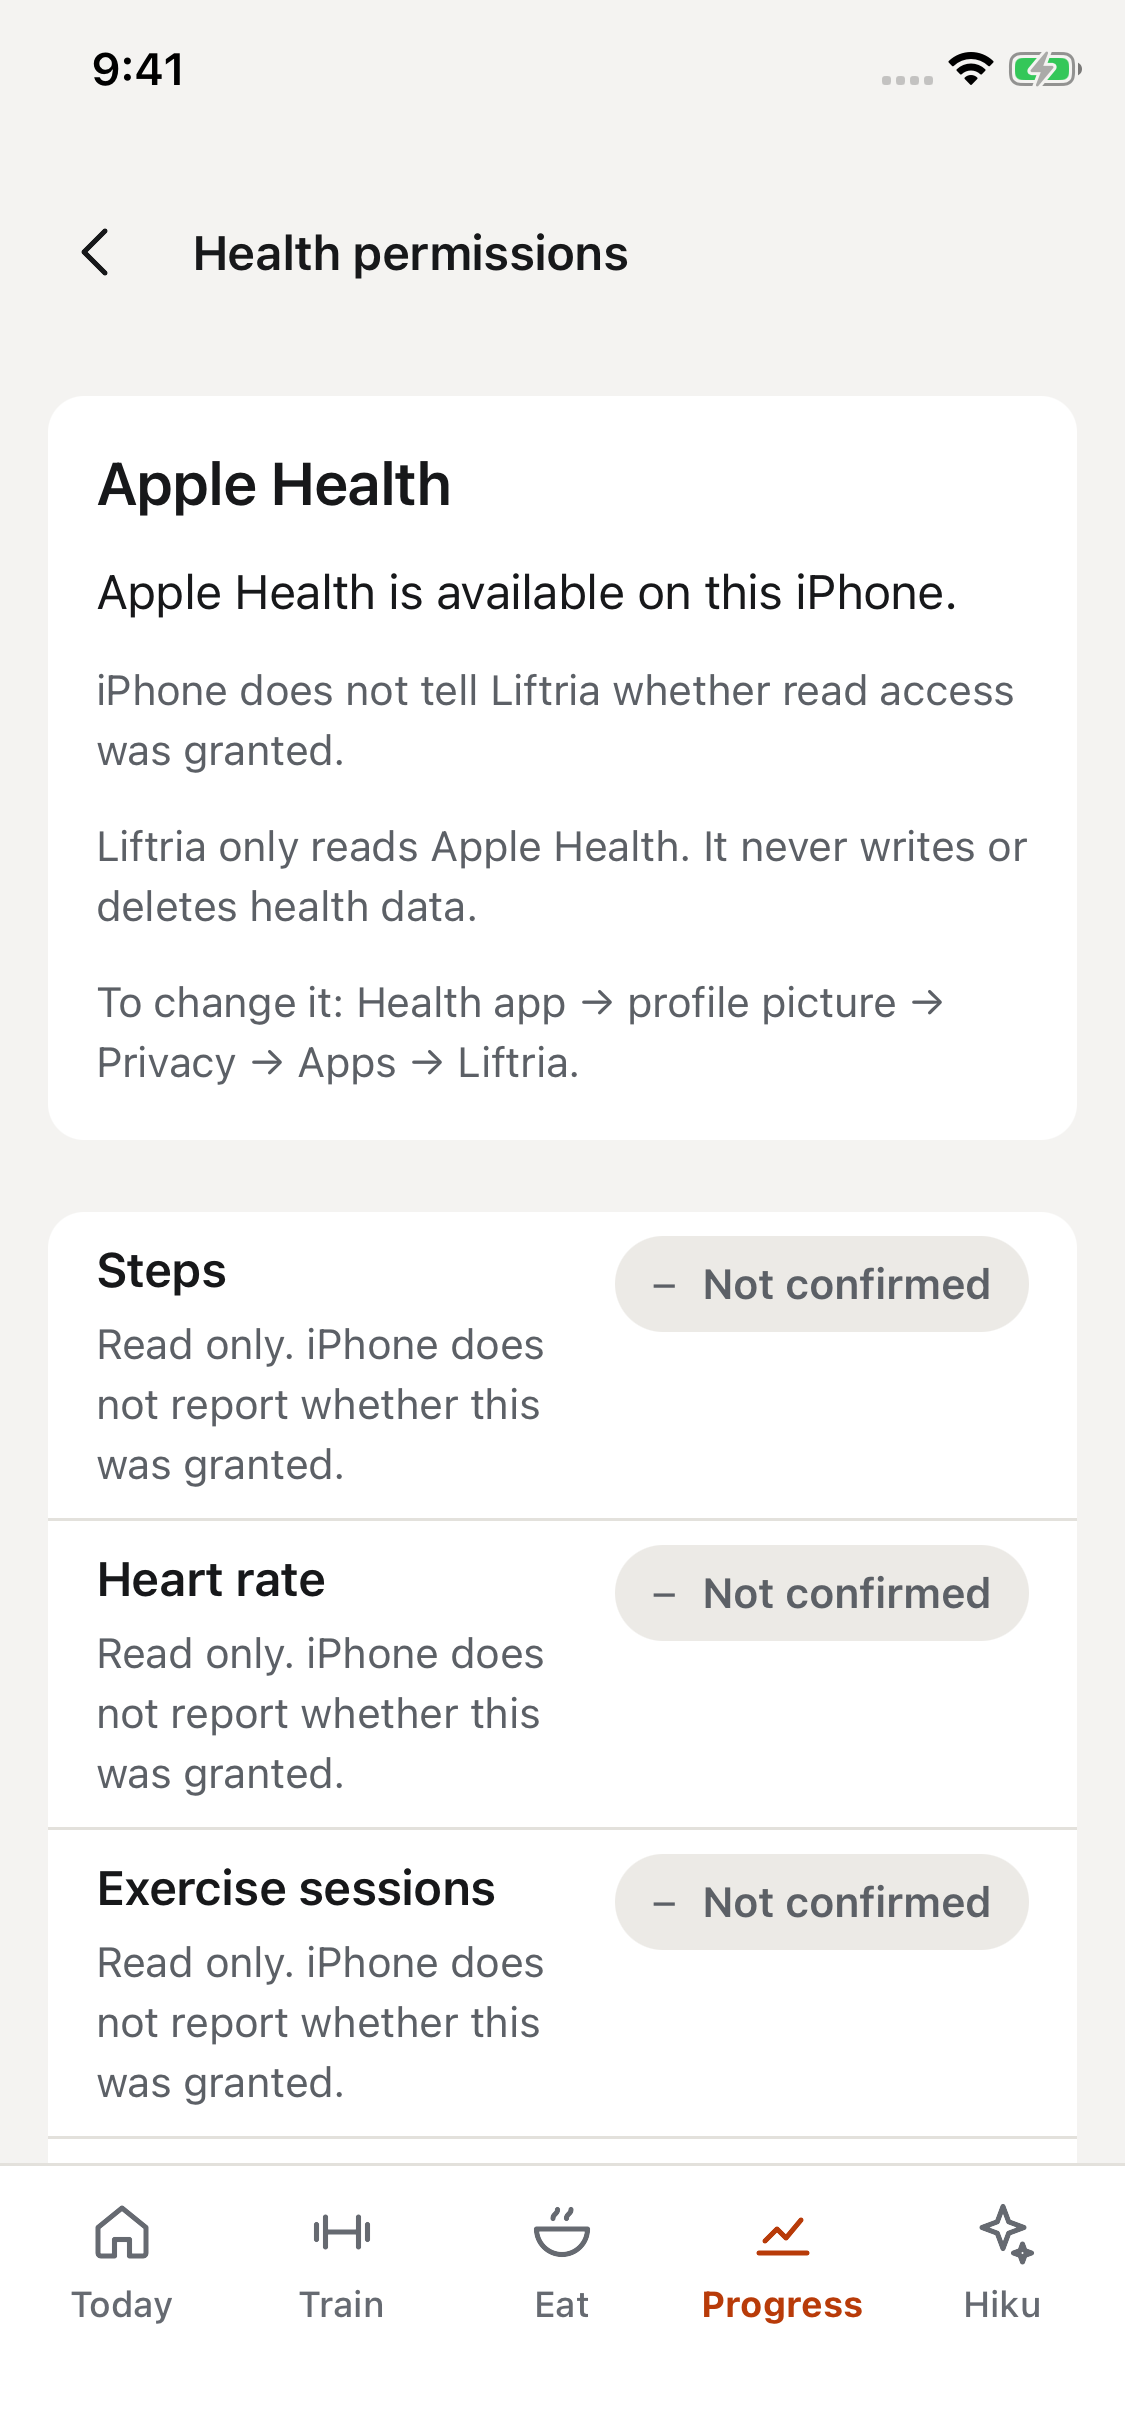 9:41
Health permissions
Apple Health
Apple Health is available on this iPhone.
iPhone does not tell Liftria whether read access
was granted.
Liftria only reads Apple Health. It never writes or
deletes health data.
To change it: Health app → profile picture →
Privacy → Apps → Liftria.
Steps
– Not confirmed
Read only. iPhone does
not report whether this
was granted.
Heart rate
– Not confirmed
Read only. iPhone does
not report whether this
was granted.
Exercise sessions
– Not confirmed
Read only. iPhone does
not report whether this
was granted.
Today
Train
Eat
Progress
Hiku